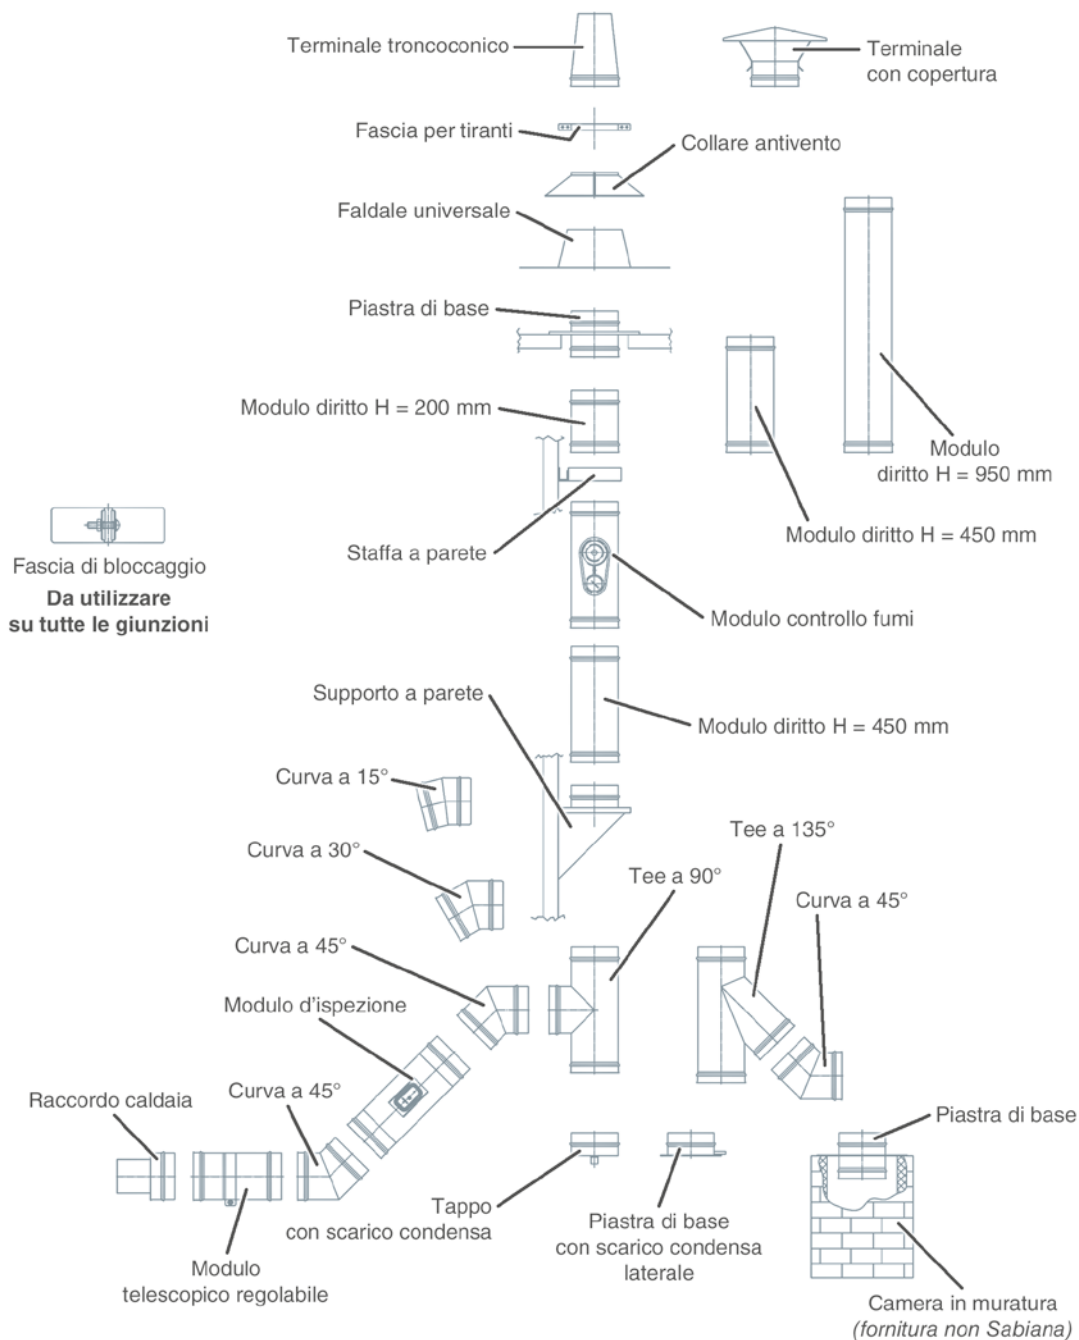 Terminale troncoconico
Terminale
con copertura
Fascia per tiranti
Collare antivento
Faldale universale
Piastra di base
Modulo diritto H = 200 mm
Modulo
diritto H = 950 mm
Modulo diritto H = 450 mm
Staffa a parete
Fascia di bloccaggio
Da utilizzare
su tutte le giunzioni
Modulo controllo fumi
Supporto a parete
Modulo diritto H = 450 mm
Curva a 15°
Tee a 135°
Curva a 30°
Tee a 90°
Curva a 45°
Curva a 45°
Modulo d'ispezione
Raccordo caldaia
Curva a 45°
Piastra di base
Tappo
con scarico condensa
Piastra di base
con scarico condensa
laterale
Modulo
telescopico regolabile
Camera in muratura
(fornitura non Sabiana)